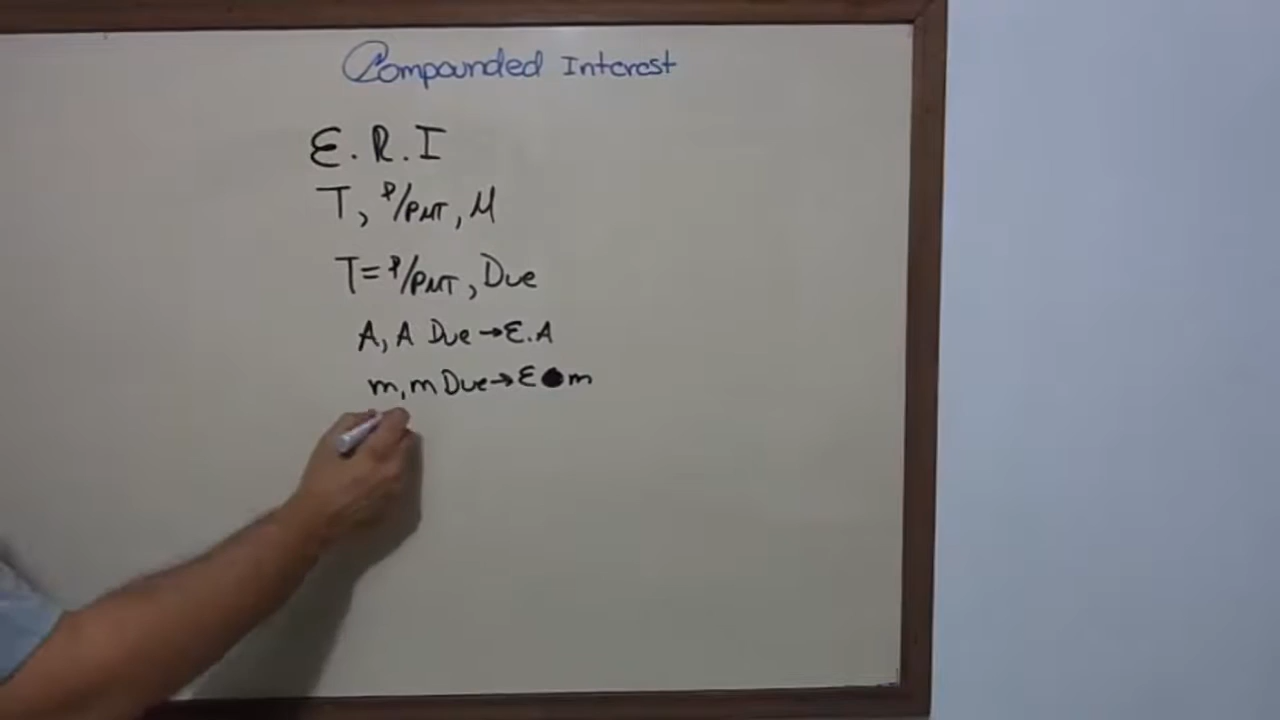 Compounded Interest
E.R.I
T, P/PMT, M
T= P/PMT, Due
A, A Due → E.A
m, m Due → E m